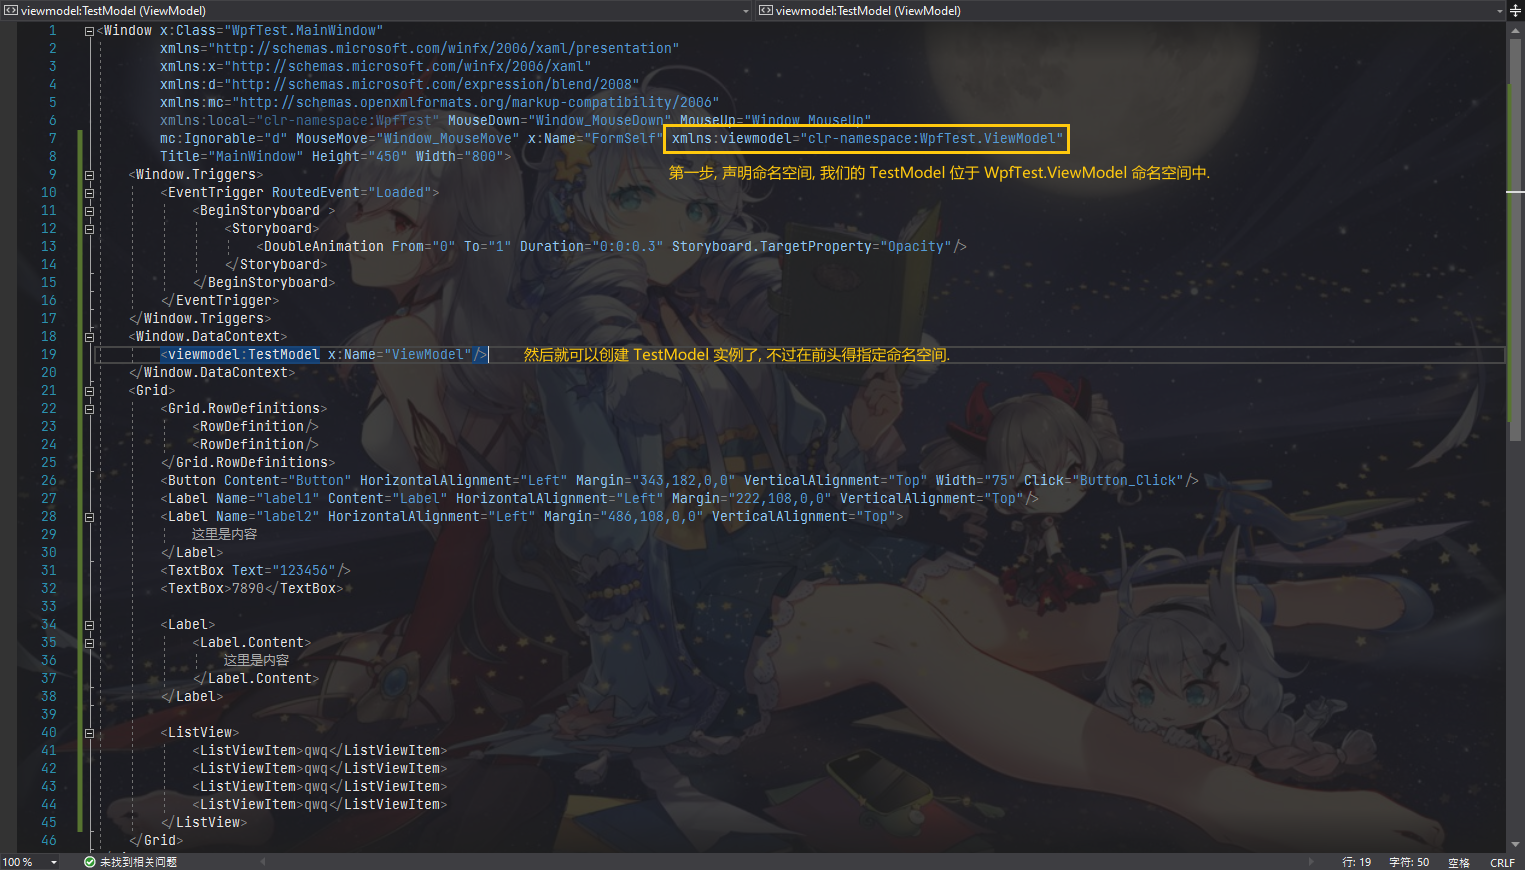 viewmodel:TestModel (ViewModel)
viewmodel:TestModel (ViewModel)
1 <Window x:Class="WpfTest.MainWindow"
2 xmlns="http://schemas.microsoft.com/winfx/2006/xaml/presentation"
3 xmlns:x="http://schemas.microsoft.com/winfx/2006/xaml"
4 xmlns:d="http://schemas.microsoft.com/expression/blend/2008"
5 xmlns:mc="http://schemas.openxmlformats.org/markup-compatibility/2006"
6 xmlns:local="clr-namespace:WpfTest" MouseDown="Window_MouseDown" MouseUp="Window_MouseUp"
7 mc:Ignorable="d" MouseMove="Window_MouseMove" x:Name="FormSelf" xmlns:viewmodel="clr-namespace:WpfTest.ViewModel"
8 Title="MainWindow" Height="450" Width="800">
9 <Window.Triggers>
第一步, 声明命名空间, 我们的 TestModel 位于 WpfTest.ViewModel 命名空间中.
10 <EventTrigger RoutedEvent="Loaded">
11 <BeginStoryboard >
12 <Storyboard>
13 <DoubleAnimation From="0" To="1" Duration="0:0:0.3" Storyboard.TargetProperty="Opacity"/>
14 </Storyboard>
15 </BeginStoryboard>
16 </EventTrigger>
17 </Window.Triggers>
18 <Window.DataContext>
19 <viewmodel:TestModel x:Name="ViewModel"/> 然后就可以创建 TestModel 实例了, 不过在前头得指定命名空间.
20 </Window.DataContext>
21 <Grid>
22 <Grid.RowDefinitions>
23 <RowDefinition/>
24 <RowDefinition/>
25 </Grid.RowDefinitions>
26 <Button Content="Button" HorizontalAlignment="Left" Margin="343,182,0,0" VerticalAlignment="Top" Width="75" Click="Button_Click"/>
27 <Label Name="label1" Content="Label" HorizontalAlignment="Left" Margin="222,108,0,0" VerticalAlignment="Top"/>
28 <Label Name="label2" HorizontalAlignment="Left" Margin="486,108,0,0" VerticalAlignment="Top">
29 这里是内容
30 </Label>
31 <TextBox Text="123456"/>
32 <TextBox>7890</TextBox>
33
34 <Label>
35 <Label.Content>
36 这里是内容
37 </Label.Content>
38 </Label>
39
40 <ListView>
41 <ListViewItem>qwq</ListViewItem>
42 <ListViewItem>qwq</ListViewItem>
43 <ListViewItem>qwq</ListViewItem>
44 <ListViewItem>qwq</ListViewItem>
45 </ListView>
46 </Grid>
100 % 未找到相关问题 行: 19 字符: 50 空格 CRLF